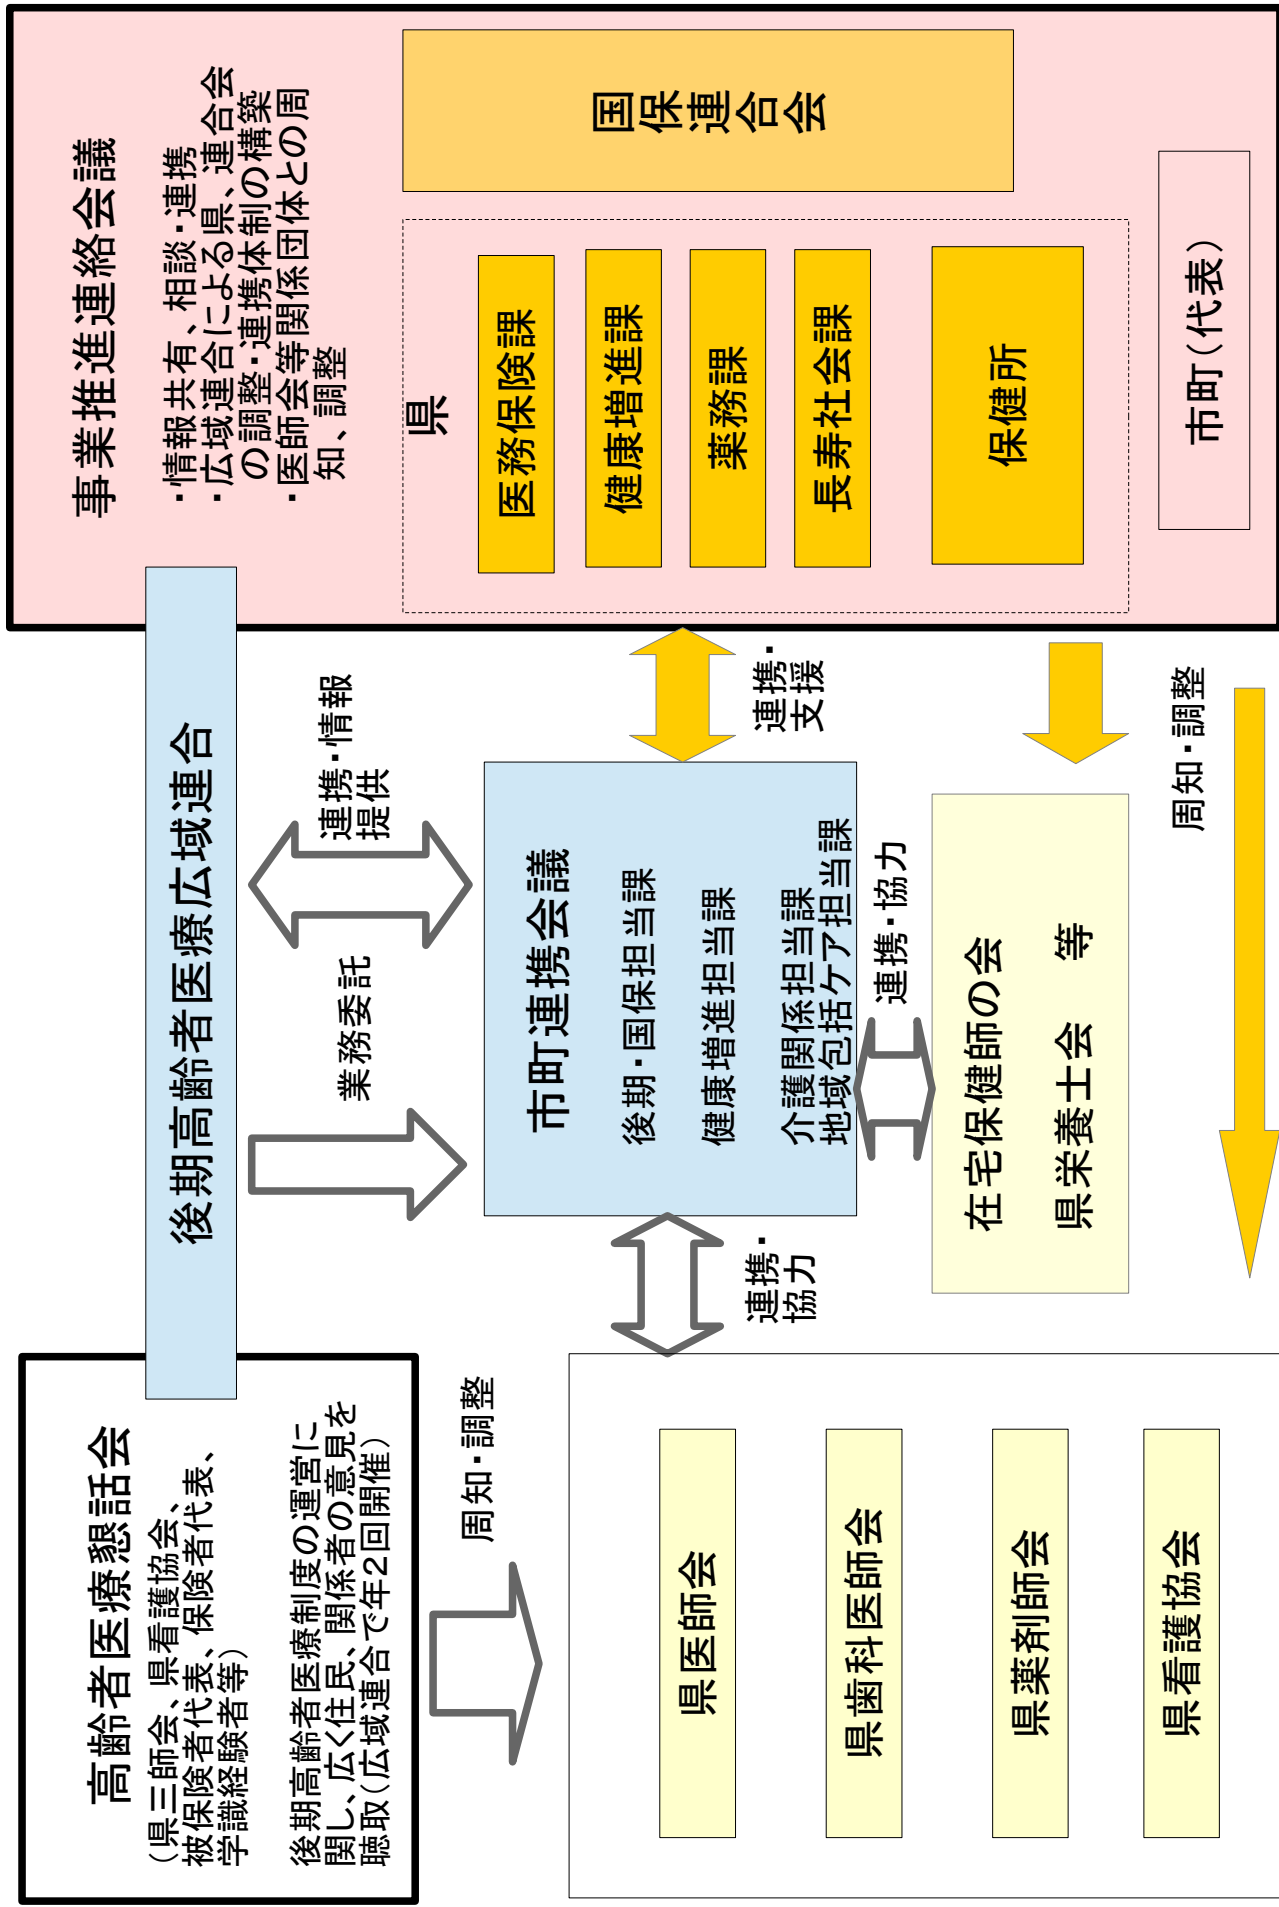 高齢者医療懇話会
（県三師会、県看護協会、
被保険者代表、保険者代表、
学識経験者等）
後期高齢者医療制度の運営に
関し、広く住民、関係者の意見を
聴取（広域連合で年２回開催）
後期高齢者医療広域連合
事業推進連絡会議
・情報共有、相談・連携
・広域連合による県、連合会
の調整・連携体制の構築
・医師会等関係団体との周
知、調整
業務委託
連携・情報
提供
周知・調整
市町連携会議
後期・国保担当課
健康増進担当課
介護関係担当課
地域包括ケア担当課
連携・
協力
連携・
支援
連携・協力
県
医務保険課
健康増進課
薬務課
長寿社会課
保健所
国保連合会
市町（代表）
県医師会
県歯科医師会
県薬剤師会
県看護協会
在宅保健師の会
県栄養士会　等
周知・調整